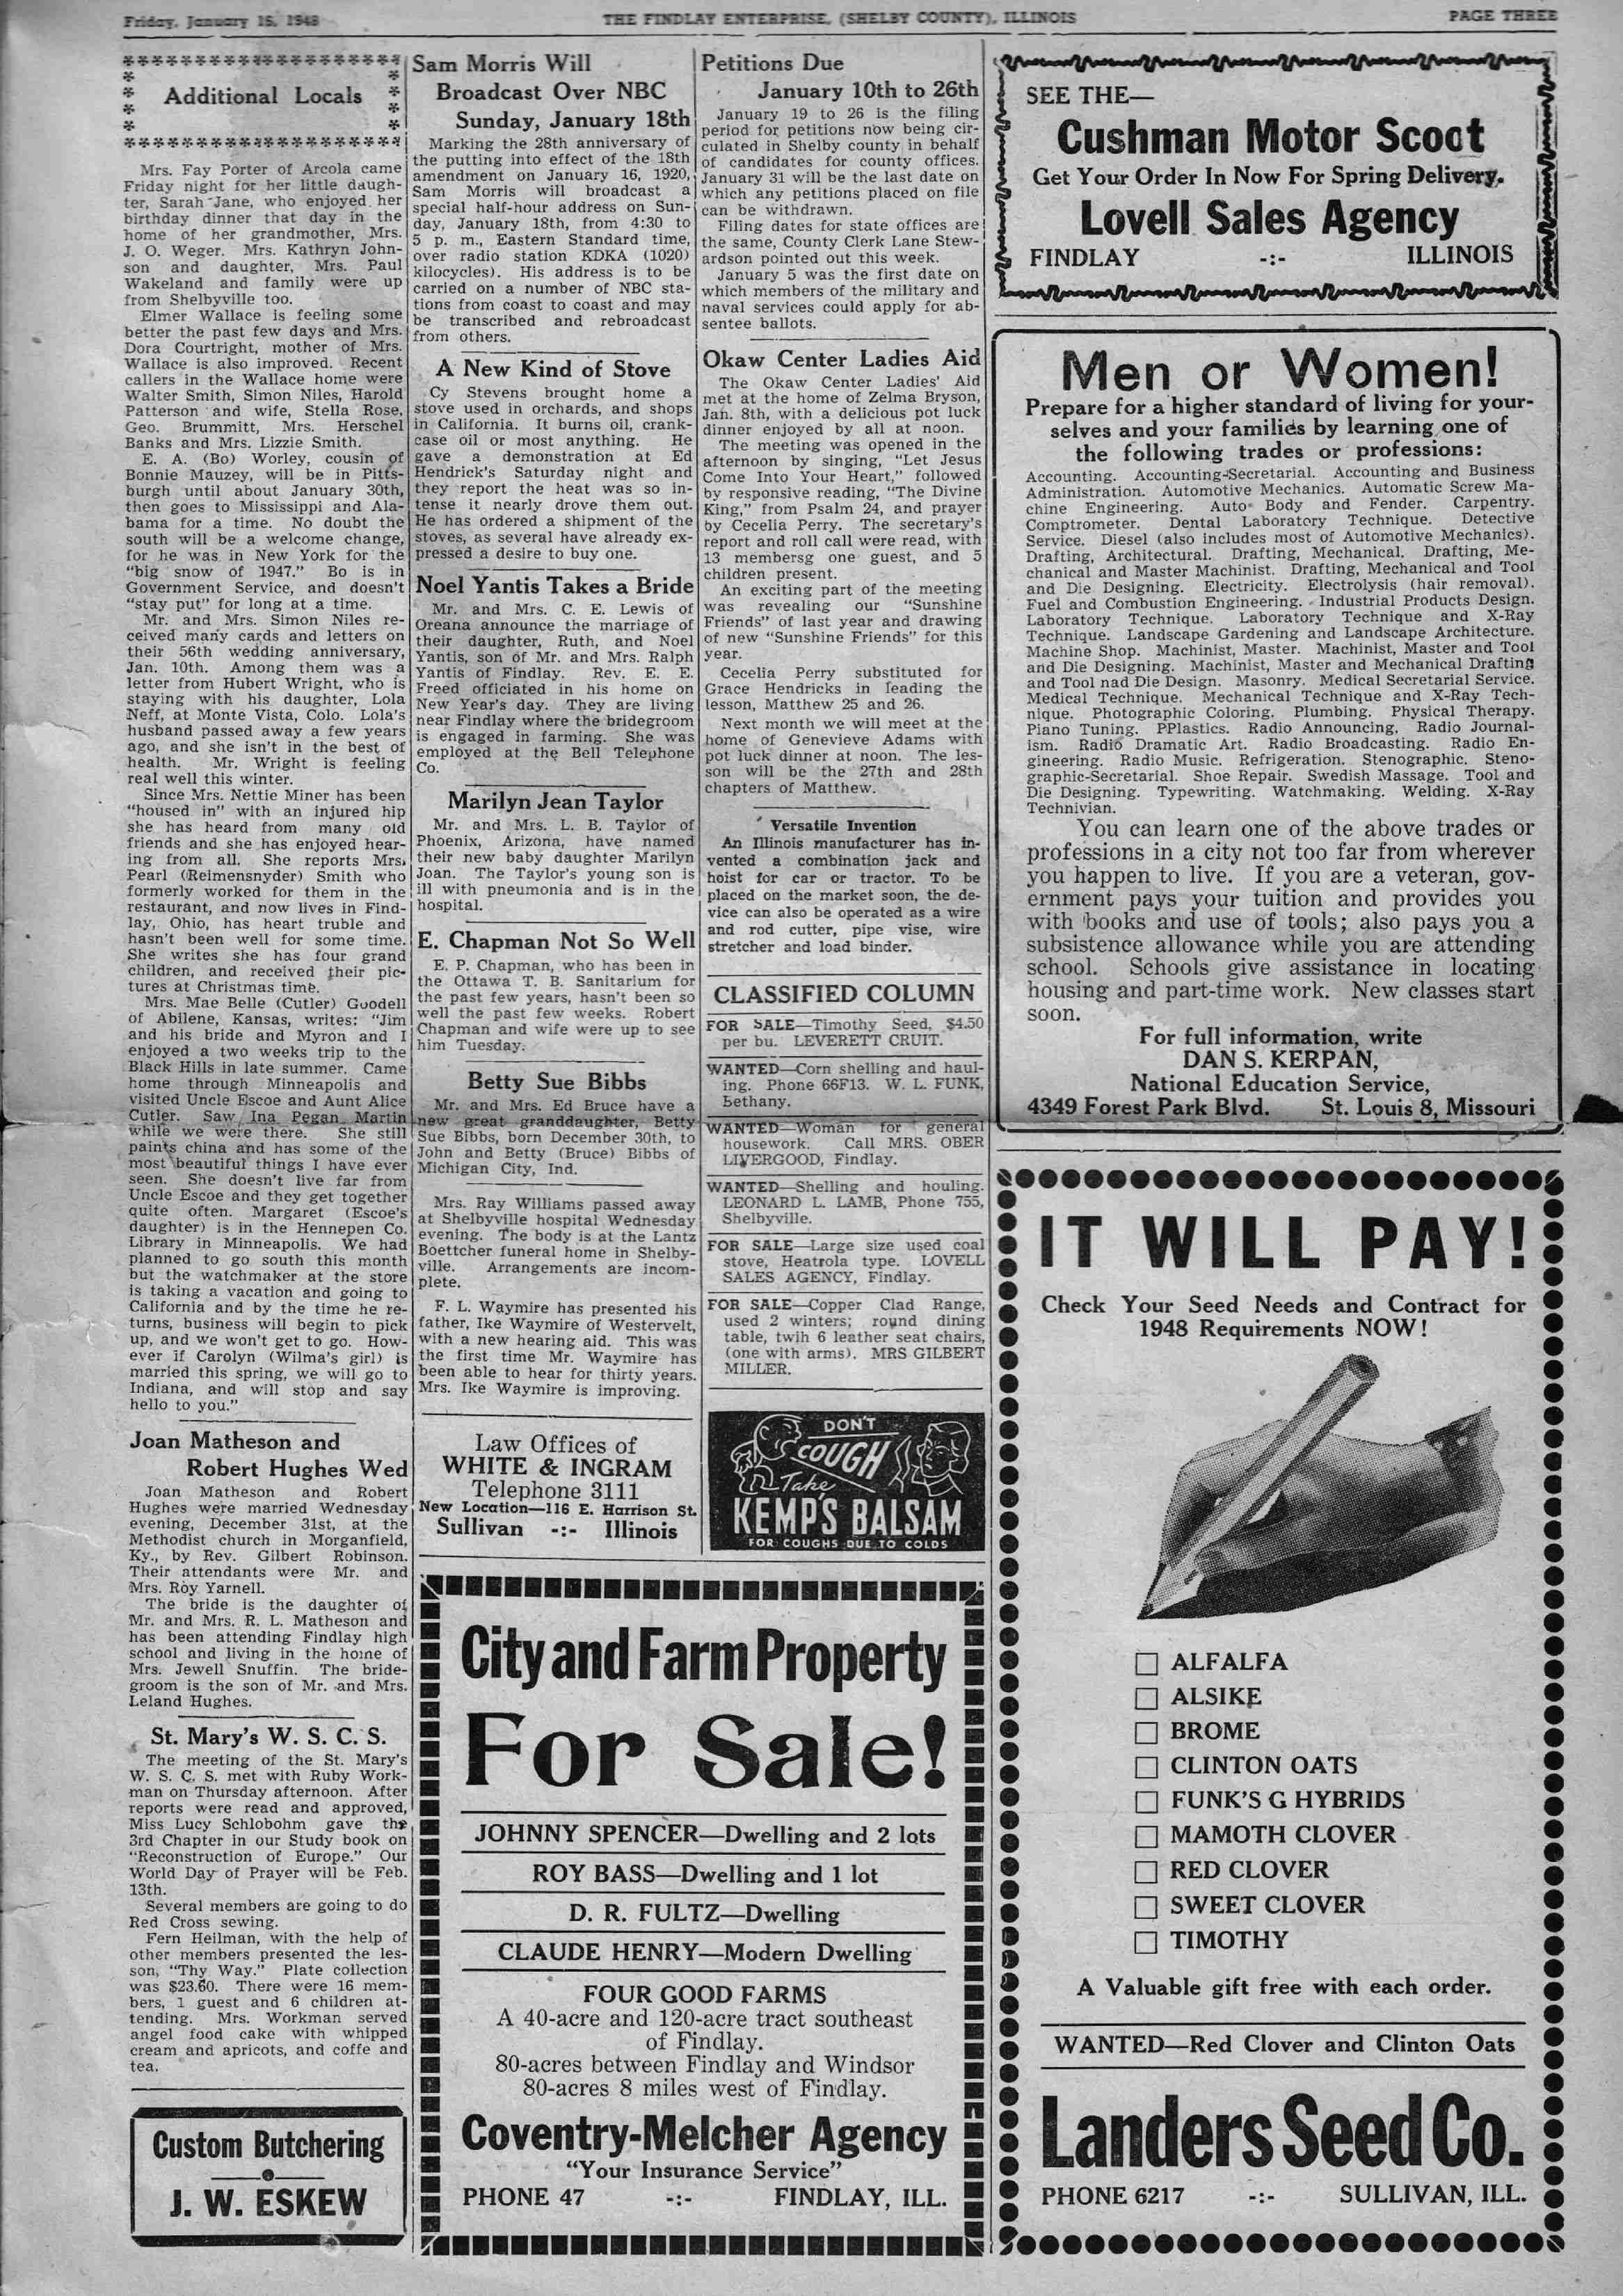 Friday, January 16, 1948
THE FINDLAY ENTERPRISE, (SHELBY COUNTY), ILLINOIS
PAGE THREE
Additional Locals
Mrs. Fay Porter of Arcola came
Friday night for her little daugh-
ter, Sarah Jane, who enjoyed her
birthday dinner that day in the
home of her grandmother, Mrs.
J. O. Weger. Mrs. Kathryn John-
son and daughter, Mrs. Paul
Wakeland and family were up
from Shelbyville too.
Elmer Wallace is feeling some
better the past few days and Mrs.
Dora Courtright, mother of Mrs.
Wallace is also improved. Recent
callers in the Wallace home were
Walter Smith, Simon Niles, Harold
Patterson and wife, Stella Rose,
Geo. Brummitt, Mrs. Herschel
Banks and Mrs. Lizzie Smith.
E. A. (Bo) Worley, cousin of
Bonnie Mauzey, will be in Pitts-
burgh until about January 30th,
then goes to Mississippi and Ala-
bama for a time. No doubt the
south will be a welcome change,
for he was in New York for the
"big snow of 1947." Bo is in
Government Service, and doesn't
"stay put" for long at a time.
Mr. and Mrs. Simon Niles re-
ceived many cards and letters on
their 56th wedding anniversary,
Jan. 10th. Among them was a
letter from Hubert Wright, who is
staying with his daughter, Lola
Neff, at Monte Vista, Colo. Lola's
husband passed away a few years
ago, and she isn't in the best of
health. Mr. Wright is feeling
real well this winter.
Since Mrs. Nettie Miner has been
"housed in" with an injured hip
she has heard from many old
friends and she has enjoyed hear-
ing from all. She reports Mrs.
Pearl (Reimensnyder) Smith who
formerly worked for them in the
restaurant, and now lives in Find-
lay, Ohio, has heart truble and
hasn't been well for some time.
She writes she has four grand
children, and received their pic-
tures at Christmas time.
Mrs. Mae Belle (Cutler) Goodell
of Abilene, Kansas, writes: "Jim
and his bride and Myron and I
enjoyed a two weeks trip to the
Black Hills in late summer. Came
home through Minneapolis and
visited Uncle Escoe and Aunt Alice
Cutler. Saw Ina Pegan Martin
while we were there. She still
paints china and has some of the
most beautiful things I have ever
seen. She doesn't live far from
Uncle Escoe and they get together
quite often. Margaret (Escoe's
daughter) is in the Hennepen Co.
Library in Minneapolis. We had
planned to go south this month
but the watchmaker at the store
is taking a vacation and going to
California and by the time he re-
turns, business will begin to pick
up, and we won't get to go. How-
ever if Carolyn (Wilma's girl) is
married this spring, we will go to
Indiana, and will stop and say
hello to you."
Joan Matheson and
Robert Hughes Wed
Joan Matheson and Robert
Hughes were married Wednesday
evening, December 31st, at the
Methodist church in Morganfield,
Ky., by Rev. Gilbert Robinson.
Their attendants were Mr. and
Mrs. Roy Yarnell.
The bride is the daughter of
Mr. and Mrs. R. L. Matheson and
has been attending Findlay high
school and living in the home of
Mrs. Jewell Snuffin. The bride-
groom is the son of Mr. and Mrs.
Leland Hughes.
St. Mary's W. S. C. S.
The meeting of the St. Mary's
W. S. C. S. met with Ruby Work-
man on Thursday afternoon. After
reports were read and approved,
Miss Lucy Schlobohm gave the
3rd Chapter in our Study book on
"Reconstruction of Europe." Our
World Day of Prayer will be Feb.
13th.
Several members are going to do
Red Cross sewing.
Fern Heilman, with the help of
other members presented the les-
son, "Thy Way." Plate collection
was $23.60. There were 16 mem-
bers, 1 guest and 6 children at-
tending. Mrs. Workman served
angel food cake with whipped
cream and apricots, and coffe and
tea.
Custom Butchering
J. W. ESKEW
Sam Morris Will
Broadcast Over NBC
Sunday, January 18th
Marking the 28th anniversary of
the putting into effect of the 18th
amendment on January 16, 1920,
Sam Morris will broadcast a
special half-hour address on Sun-
day, January 18th, from 4:30 to
5 p. m., Eastern Standard time,
over radio station KDKA (1020)
kilocycles). His address is to be
carried on a number of NBC sta-
tions from coast to coast and may
be transcribed and rebroadcast
from others.
A New Kind of Stove
Cy Stevens brought home a
stove used in orchards, and shops
in California. It burns oil, crank-
case oil or most anything. He
gave a demonstration at Ed
Hendrick's Saturday night and
they report the heat was so in-
tense it nearly drove them out.
He has ordered a shipment of the
stoves, as several have already ex-
pressed a desire to buy one.
Noel Yantis Takes a Bride
Mr. and Mrs. C. E. Lewis of
Oreana announce the marriage of
their daughter, Ruth, and Noel
Yantis, son of Mr. and Mrs. Ralph
Yantis of Findlay. Rev. E. E.
Freed officiated in his home on
New Year's day. They are living
near Findlay where the bridegroom
is engaged in farming. She was
employed at the Bell Telephone
Co.
Marilyn Jean Taylor
Mr. and Mrs. L. B. Taylor of
Phoenix, Arizona, have named
their new baby daughter Marilyn
Joan. The Taylor's young son is
ill with pneumonia and is in the
hospital.
E. Chapman Not So Well
E. P. Chapman, who has been in
the Ottawa T. B. Sanitarium for
the past few years, hasn't been so
well the past few weeks. Robert
Chapman and wife were up to see
him Tuesday.
Betty Sue Bibbs
Mr. and Mrs. Ed Bruce have a
new great granddaughter, Betty
Sue Bibbs, born December 30th, to
John and Betty (Bruce) Bibbs of
Michigan City, Ind.
Mrs. Ray Williams passed away
at Shelbyville hospital Wednesday
evening. The body is at the Lantz
Boettcher funeral home in Shelby-
ville. Arrangements are incom-
plete.
F. L. Waymire has presented his
father, Ike Waymire of Westervelt,
with a new hearing aid. This was
the first time Mr. Waymire has
been able to hear for thirty years.
Mrs. Ike Waymire is improving.
Law Offices of
WHITE & INGRAM
Telephone 3111
New Location—116 E. Harrison St.
Sullivan -:- Illinois
Petitions Due
January 10th to 26th
January 19 to 26 is the filing
period for petitions now being cir-
culated in Shelby county in behalf
of candidates for county offices.
January 31 will be the last date on
which any petitions placed on file
can be withdrawn.
Filing dates for state offices are
the same, County Clerk Lane Stew-
ardson pointed out this week.
January 5 was the first date on
which members of the military and
naval services could apply for ab-
sentee ballots.
Okaw Center Ladies Aid
The Okaw Center Ladies' Aid
met at the home of Zelma Bryson,
Jan. 8th, with a delicious pot luck
dinner enjoyed by all at noon.
The meeting was opened in the
afternoon by singing, "Let Jesus
Come Into Your Heart," followed
by responsive reading, "The Divine
King," from Psalm 24, and prayer
by Cecelia Perry. The secretary's
report and roll call were read, with
13 membersg one guest, and 5
children present.
An exciting part of the meeting
was revealing our "Sunshine
Friends" of last year and drawing
of new "Sunshine Friends" for this
year.
Cecelia Perry substituted for
Grace Hendricks in leading the
lesson, Matthew 25 and 26.
Next month we will meet at the
home of Genevieve Adams with
pot luck dinner at noon. The les-
son will be the 27th and 28th
chapters of Matthew.
Versatile Invention
An Illinois manufacturer has in-
vented a combination jack and
hoist for car or tractor. To be
placed on the market soon, the de-
vice can also be operated as a wire
and rod cutter, pipe vise, wire
stretcher and load binder.
CLASSIFIED COLUMN
FOR SALE—Timothy Seed, $4.50
per bu. LEVERETT CRUIT.
WANTED—Corn shelling and haul-
ing. Phone 66F13. W. L. FUNK,
Bethany.
WANTED—Woman for general
housework. Call MRS. OBER
LIVERGOOD, Findlay.
WANTED—Shelling and houling.
LEONARD L. LAMB, Phone 755,
Shelbyville.
FOR SALE—Large size used coal
stove, Heatrola type. LOVELL
SALES AGENCY, Findlay.
FOR SALE—Copper Clad Range,
used 2 winters; round dining
table, twih 6 leather seat chairs,
(one with arms). MRS GILBERT
MILLER.
DON'T
COUGH
Take
KEMP'S BALSAM
FOR COUGHS DUE TO COLDS
City and Farm Property
For Sale!
JOHNNY SPENCER—Dwelling and 2 lots
ROY BASS—Dwelling and 1 lot
D. R. FULTZ—Dwelling
CLAUDE HENRY—Modern Dwelling
FOUR GOOD FARMS
A 40-acre and 120-acre tract southeast
of Findlay.
80-acres between Findlay and Windsor
80-acres 8 miles west of Findlay.
Coventry-Melcher Agency
"Your Insurance Service"
PHONE 47 -:- FINDLAY, ILL.
SEE THE—
Cushman Motor Scoot
Get Your Order In Now For Spring Delivery.
Lovell Sales Agency
FINDLAY -:- ILLINOIS
Men or Women!
Prepare for a higher standard of living for your-
selves and your families by learning one of
the following trades or professions:
Accounting. Accounting-Secretarial. Accounting and Business
Administration. Automotive Mechanics. Automatic Screw Ma-
chine Engineering. Auto Body and Fender. Carpentry.
Comptrometer. Dental Laboratory Technique. Detective
Service. Diesel (also includes most of Automotive Mechanics).
Drafting, Architectural. Drafting, Mechanical. Drafting, Me-
chanical and Master Machinist. Drafting, Mechanical and Tool
and Die Designing. Electricity. Electrolysis (hair removal).
Fuel and Combustion Engineering. Industrial Products Design.
Laboratory Technique. Laboratory Technique and X-Ray
Technique. Landscape Gardening and Landscape Architecture.
Machine Shop. Machinist, Master. Machinist, Master and Tool
and Die Designing. Machinist, Master and Mechanical Drafting
and Tool nad Die Design. Masonry. Medical Secretarial Service.
Medical Technique. Mechanical Technique and X-Ray Tech-
nique. Photographic Coloring. Plumbing. Physical Therapy.
Piano Tuning. PPlastics. Radio Announcing, Radio Journal-
ism. Radio Dramatic Art. Radio Broadcasting. Radio En-
gineering. Radio Music. Refrigeration. Stenographic. Steno-
graphic-Secretarial. Shoe Repair. Swedish Massage. Tool and
Die Designing. Typewriting. Watchmaking. Welding. X-Ray
Technivian.
You can learn one of the above trades or
professions in a city not too far from wherever
you happen to live. If you are a veteran, gov-
ernment pays your tuition and provides you
with books and use of tools; also pays you a
subsistence allowance while you are attending
school. Schools give assistance in locating
housing and part-time work. New classes start
soon.
For full information, write
DAN S. KERPAN,
National Education Service,
4349 Forest Park Blvd. St. Louis 8, Missouri
IT WILL PAY!
Check Your Seed Needs and Contract for
1948 Requirements NOW!
ALFALFA
ALSIKE
BROME
CLINTON OATS
FUNK'S G HYBRIDS
MAMOTH CLOVER
RED CLOVER
SWEET CLOVER
TIMOTHY
A Valuable gift free with each order.
WANTED—Red Clover and Clinton Oats
Landers Seed Co.
PHONE 6217 -:- SULLIVAN, ILL.